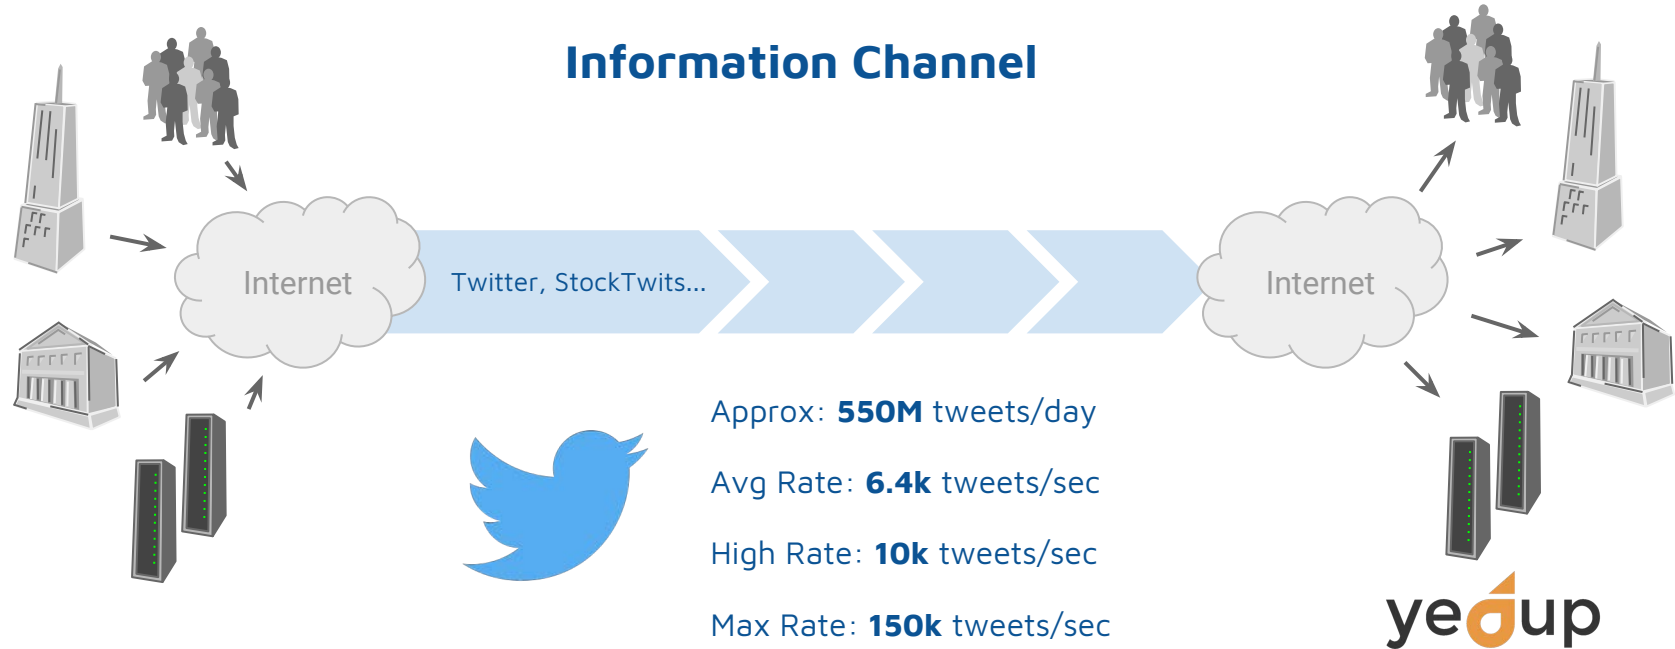 Information Channel
Internet
Twitter, StockTwits...
Internet
Approx: 550M tweets/day
Avg Rate: 6.4k tweets/sec
High Rate: 10k tweets/sec
Max Rate: 150k tweets/sec
yedup